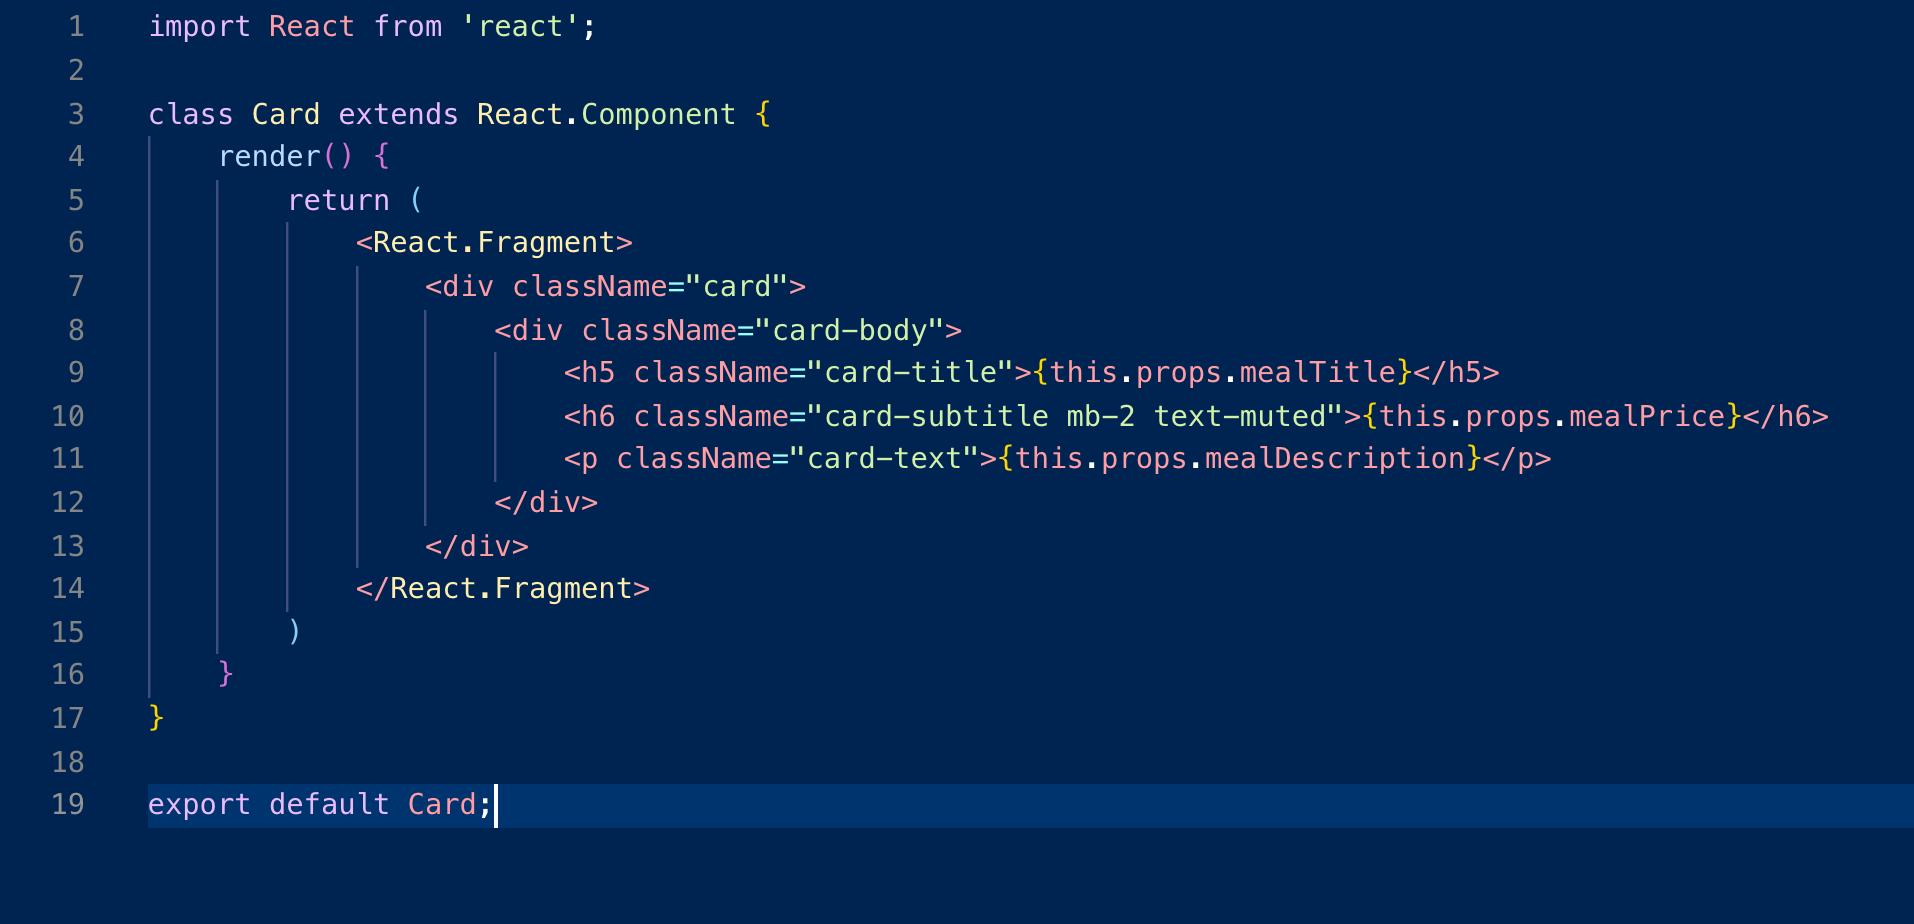 1 import React from 'react';
2
3 class Card extends React.Component {
4     render() {
5         return (
6             <React.Fragment>
7                 <div className="card">
8                     <div className="card-body">
9                         <h5 className="card-title">{this.props.mealTitle}</h5>
10                         <h6 className="card-subtitle mb-2 text-muted">{this.props.mealPrice}</h6>
11                         <p className="card-text">{this.props.mealDescription}</p>
12                     </div>
13                 </div>
14             </React.Fragment>
15         )
16     }
17 }
18
19 export default Card;